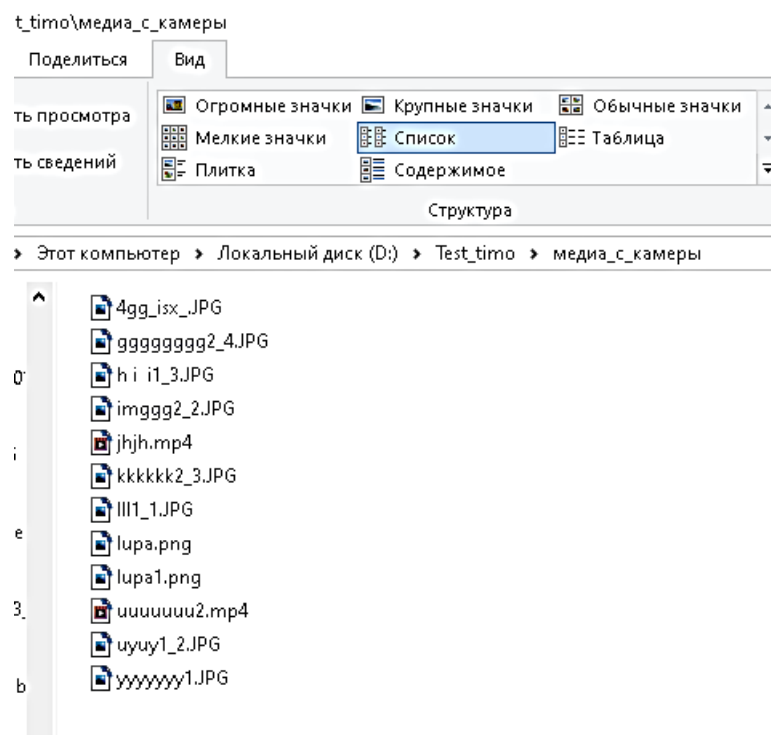 t_timo\медиа_с_камеры
Поделиться Вид
ть просмотра
ть сведений
Огромные значки Крупные значки Обычные значки
Мелкие значки Список Таблица
Плитка Содержимое
Структура
Этот компьютер › Локальный диск (D:) › Test_timo › медиа_с_камеры
4gg_isx_.JPG
gggggggg2_4.JPG
h i i1_3.JPG
imggg2_2.JPG
jhjh.mp4
kkkkkk2_3.JPG
lll1_1.JPG
lupa.png
lupa1.png
uuuuuuu2.mp4
uyuy1_2.JPG
yyyyyyy1.JPG
e
3_
b